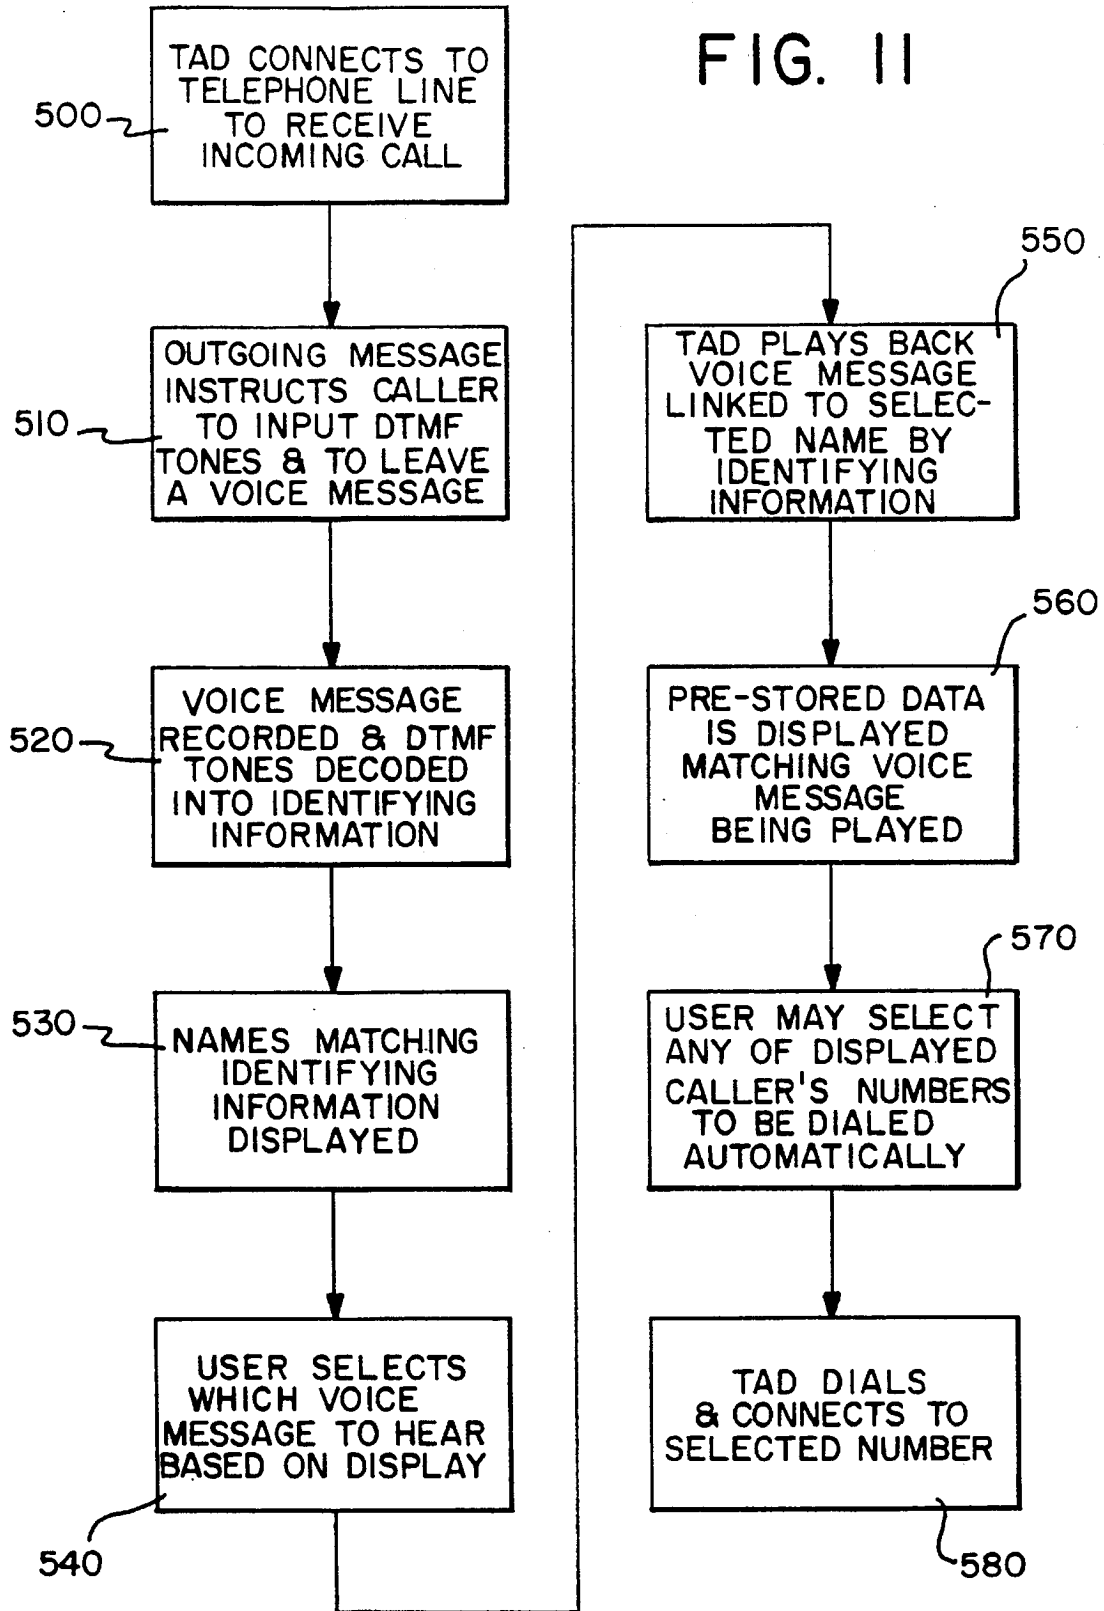 FIG. 11
500
TAD CONNECTS TO
TELEPHONE LINE
TO RECEIVE
INCOMING CALL
510
OUTGOING MESSAGE
INSTRUCTS CALLER
TO INPUT DTMF
TONES & TO LEAVE
A VOICE MESSAGE
520
VOICE MESSAGE
RECORDED & DTMF
TONES DECODED
INTO IDENTIFYING
INFORMATION
530
NAMES MATCHING
IDENTIFYING
INFORMATION
DISPLAYED
USER SELECTS
WHICH VOICE
MESSAGE TO HEAR
BASED ON DISPLAY
540
550
TAD PLAYS BACK
VOICE MESSAGE
LINKED TO SELEC-
TED NAME BY
IDENTIFYING
INFORMATION
560
PRE-STORED DATA
IS DISPLAYED
MATCHING VOICE
MESSAGE
BEING PLAYED
570
USER MAY SELECT
ANY OF DISPLAYED
CALLER'S NUMBERS
TO BE DIALED
AUTOMATICALLY
TAD DIALS
& CONNECTS TO
SELECTED NUMBER
580